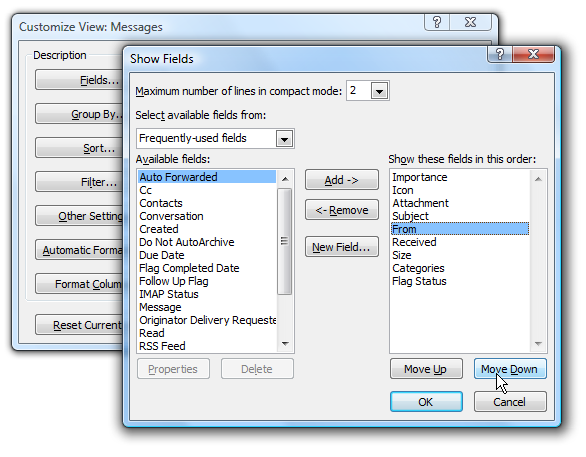 Customize View: Messages
Description
Fields...
Group By...
Sort...
Filter...
Other Setting
Automatic Forma
Format Colum
Reset Current
Show Fields
Maximum number of lines in compact mode: 2
Select available fields from:
Frequently-used fields
Available fields:
Auto Forwarded
Cc
Contacts
Conversation
Created
Do Not AutoArchive
Due Date
Flag Completed Date
Follow Up Flag
IMAP Status
Message
Originator Delivery Requeste
Read
RSS Feed
Properties
Delete
Add ->
<- Remove
New Field...
Show these fields in this order:
Importance
Icon
Attachment
Subject
From
Received
Size
Categories
Flag Status
Move Up
Move Down
OK
Cancel